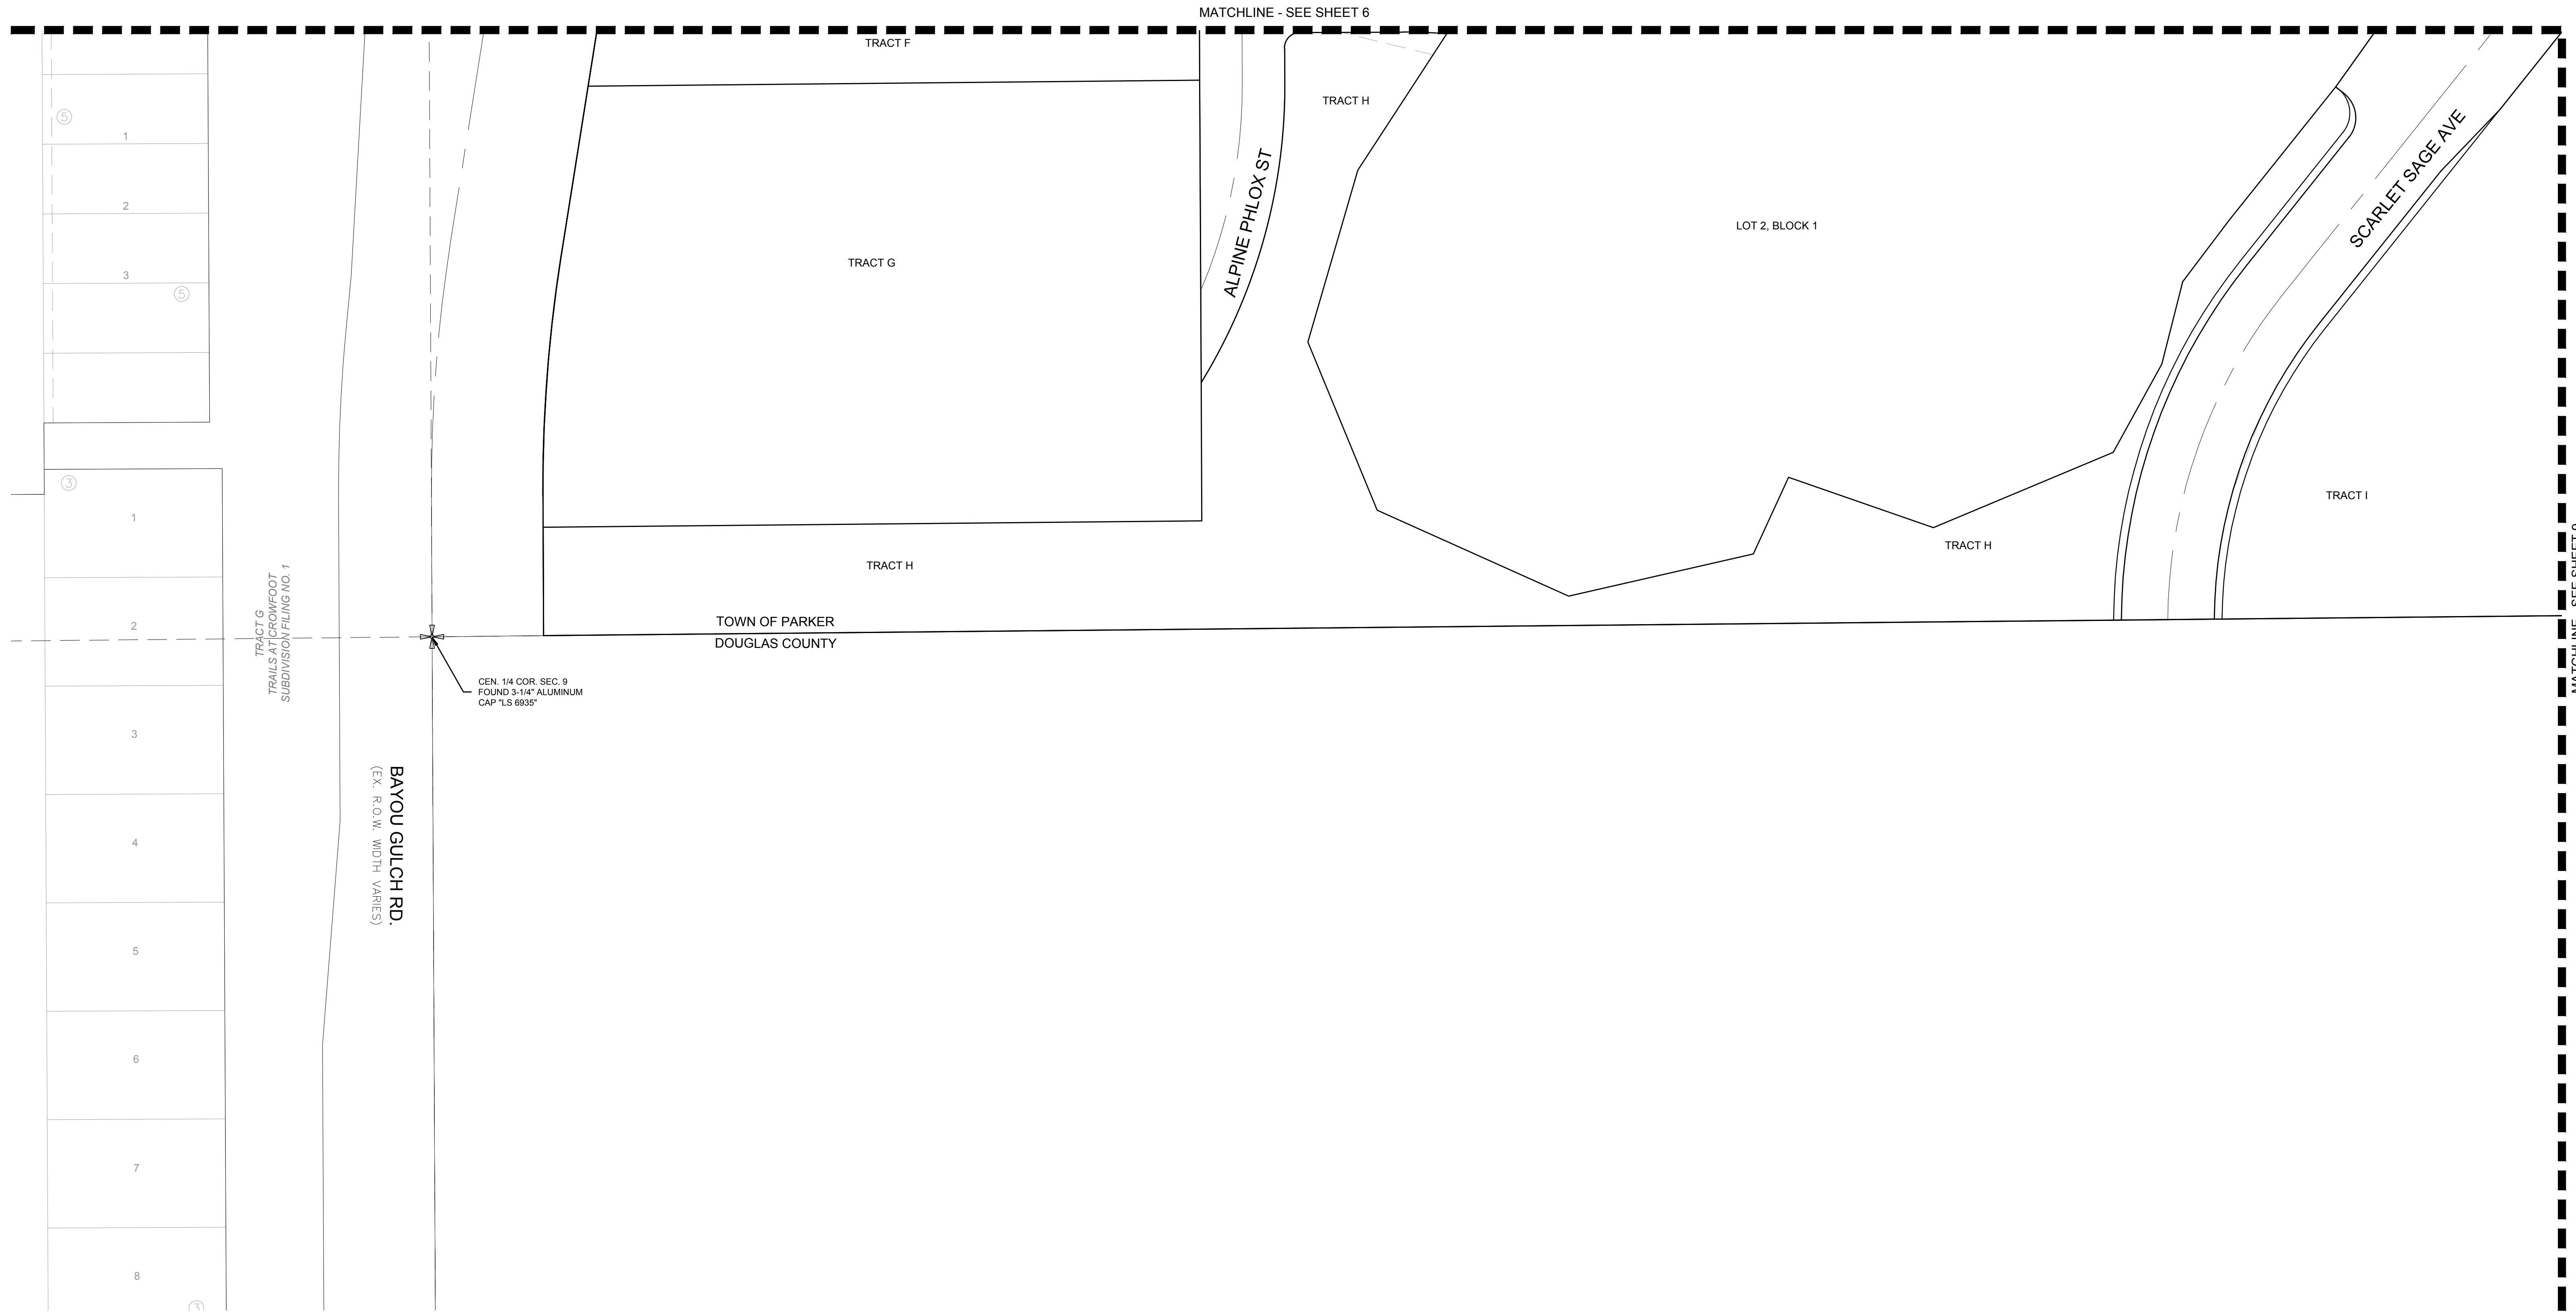 MATCHLINE - SEE SHEET 6
TRACT F
TRACT H
ALPINE PHLOX ST
SCARLET SAGE AVE
LOT 2, BLOCK 1
TRACT G
5
1
2
3
5
3
1
2
3
4
5
6
7
8
3
TRACT G
TRAILS AT CROWFOOT
SUBDIVISION FILING NO. 1
BAYOU GULCH RD.
(EX. R.O.W. WIDTH VARIES)
TRACT H
TRACT H
TRACT I
TOWN OF PARKER
DOUGLAS COUNTY
CEN. 1/4 COR. SEC. 9
FOUND 3-1/4" ALUMINUM
CAP "LS 6935"
MATCHLINE - SEE SHEET